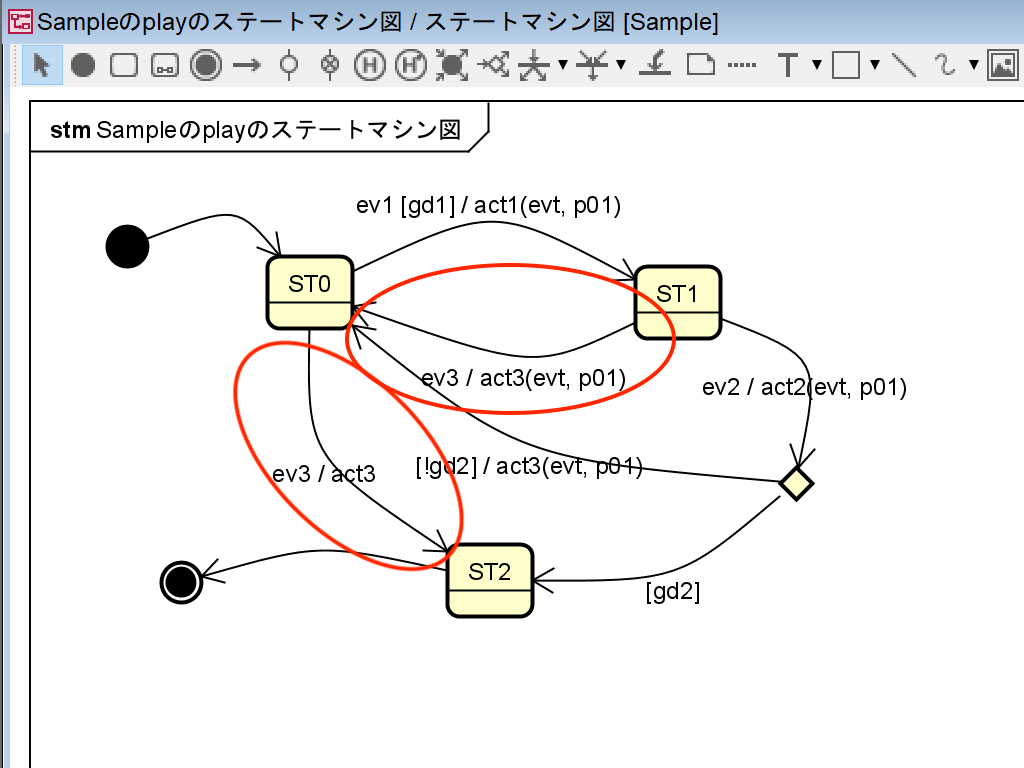 Sampleのplayのステートマシン図 / ステートマシン図 [Sample]
H H*
T
stm Sampleのplayのステートマシン図
ev1 [gd1] / act1(evt, p01)
ST0
ST1
ev3 / act3(evt, p01)
ev2 / act2(evt, p01)
ev3 / act3
[!gd2] / act3(evt, p01)
ST2
[gd2]